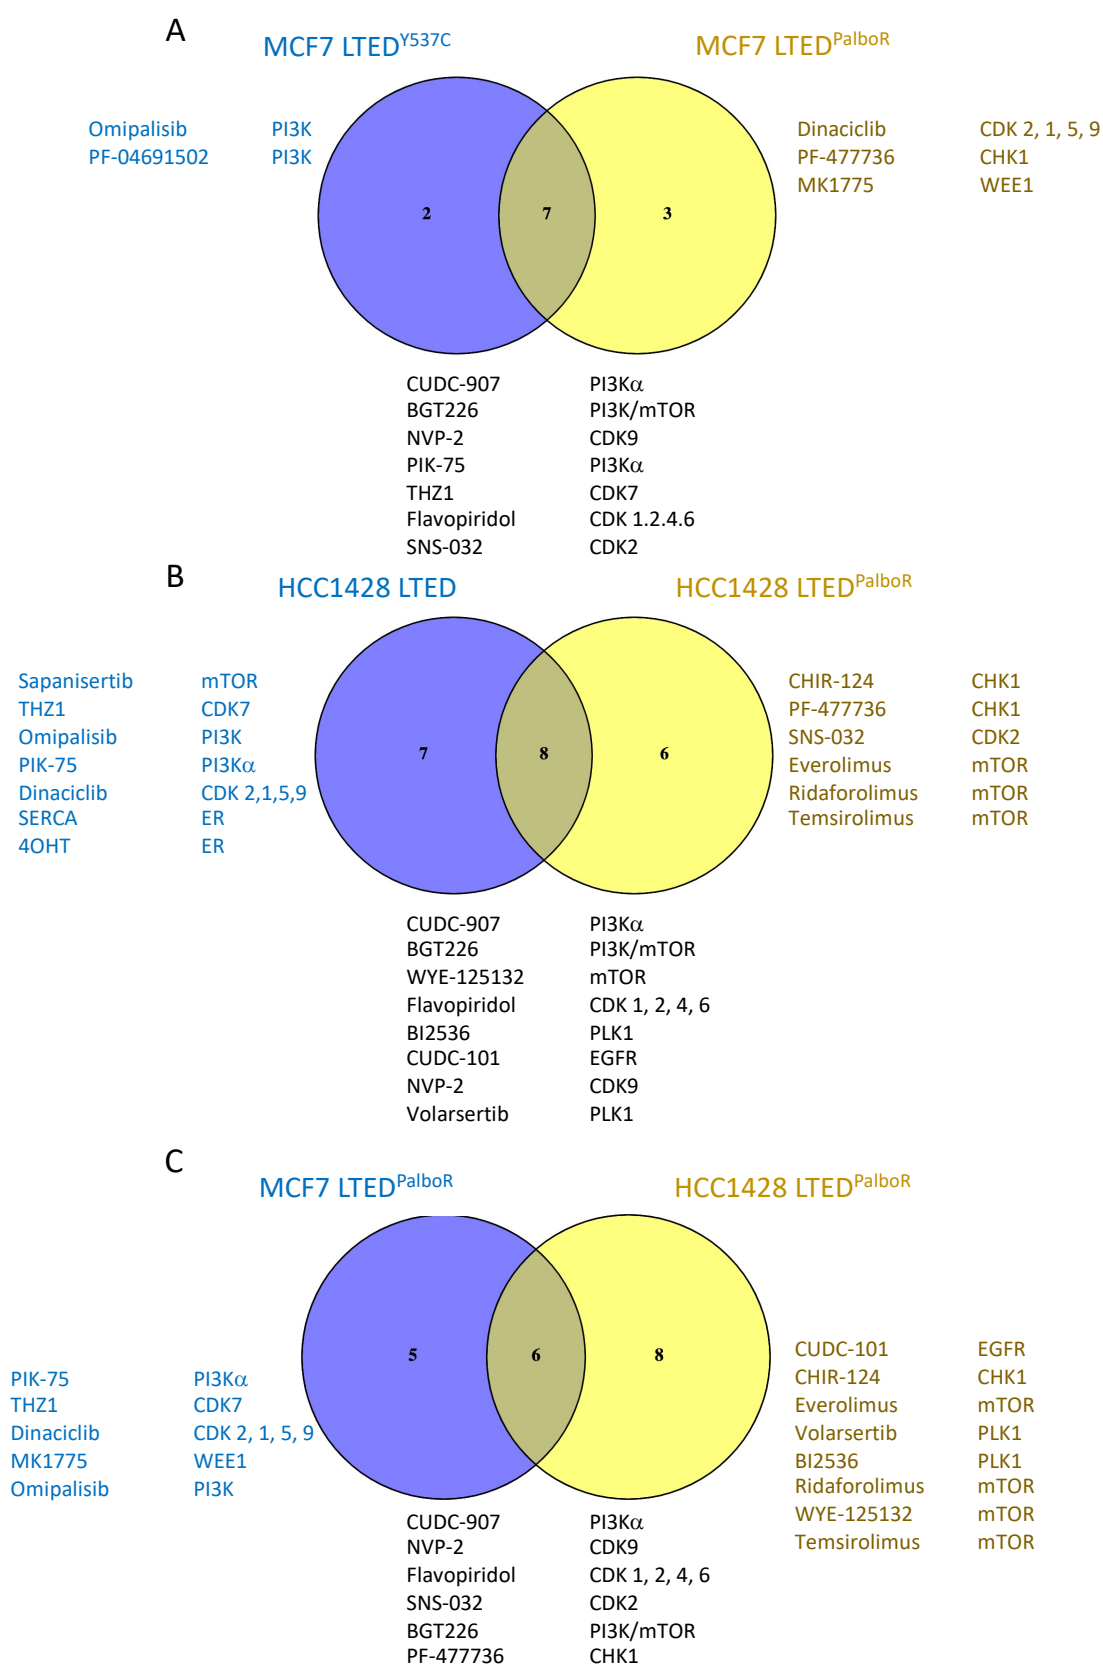 A
MCF7 LTEDY537C
MCF7 LTEDPalboR
Omipalisib PI3K
PF-04691502 PI3K
2
7
3
Dinaciclib CDK 2, 1, 5, 9
PF-477736 CHK1
MK1775 WEE1
CUDC-907 PI3Kα
BGT226 PI3K/mTOR
NVP-2 CDK9
PIK-75 PI3Kα
THZ1 CDK7
Flavopiridol CDK 1.2.4.6
SNS-032 CDK2
B
HCC1428 LTED
HCC1428 LTEDPalboR
Sapanisertib mTOR
THZ1 CDK7
Omipalisib PI3K
PIK-75 PI3Kα
Dinaciclib CDK 2,1,5,9
SERCA ER
4OHT ER
7
8
6
CHIR-124 CHK1
PF-477736 CHK1
SNS-032 CDK2
Everolimus mTOR
Ridaforolimus mTOR
Temsirolimus mTOR
CUDC-907 PI3Kα
BGT226 PI3K/mTOR
WYE-125132 mTOR
Flavopiridol CDK 1, 2, 4, 6
BI2536 PLK1
CUDC-101 EGFR
NVP-2 CDK9
Volarsertib PLK1
C
MCF7 LTEDPalboR
HCC1428 LTEDPalboR
PIK-75 PI3Kα
THZ1 CDK7
Dinaciclib CDK 2, 1, 5, 9
MK1775 WEE1
Omipalisib PI3K
5
6
8
CUDC-101 EGFR
CHIR-124 CHK1
Everolimus mTOR
Volarsertib PLK1
BI2536 PLK1
Ridaforolimus mTOR
WYE-125132 mTOR
Temsirolimus mTOR
CUDC-907 PI3Kα
NVP-2 CDK9
Flavopiridol CDK 1, 2, 4, 6
SNS-032 CDK2
BGT226 PI3K/mTOR
PF-477736 CHK1